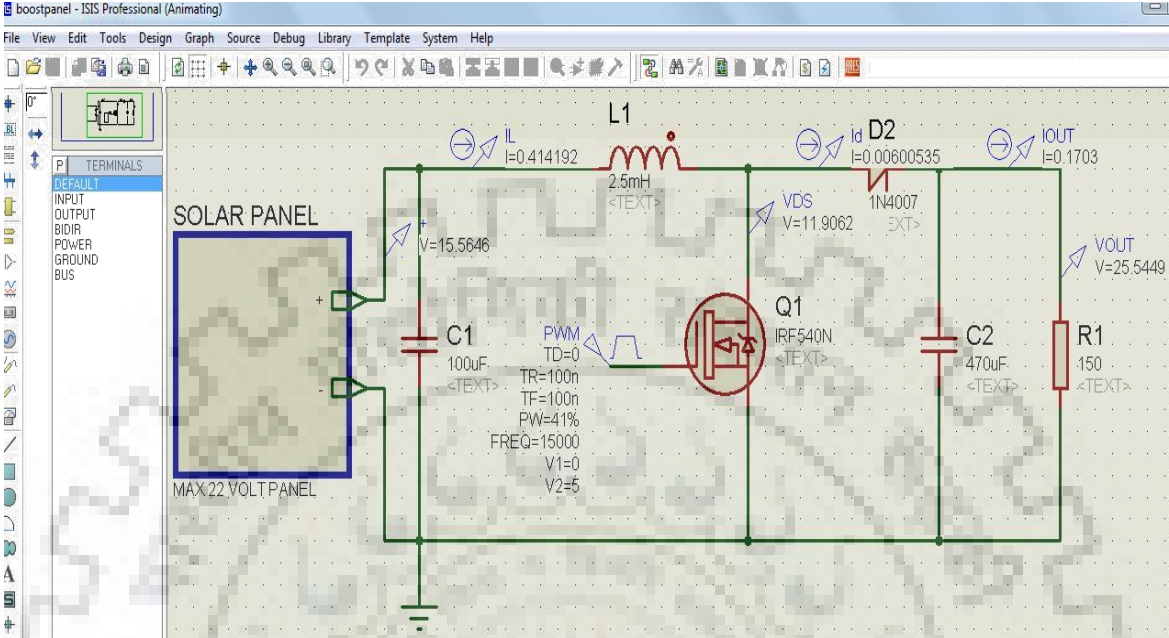 boostpanel - ISIS Professional (Animating)
File View Edit Tools Design Graph Source Debug Library Template System Help
0°
P TERMINALS
DEFAULT
INPUT
OUTPUT
BIDIR
POWER
GROUND
BUS
SOLAR PANEL
+
-
MAX 22 VOLT PANEL
+
V=15.5646
IL
I=0.414192
L1
2.5mH
<TEXT>
C1
100uF
<TEXT>
PWM
TD=0
TR=100n
TF=100n
PW=41%
FREQ=15000
V1=0
V2=5
VDS
V=11.9062
Q1
IRF540N
<TEXT>
Id
I=0.00600535
D2
1N4007
EXT>
IOUT
I=0.1703
VOUT
V=25.5449
C2
470uF
<TEXT>
R1
150
<TEXT>